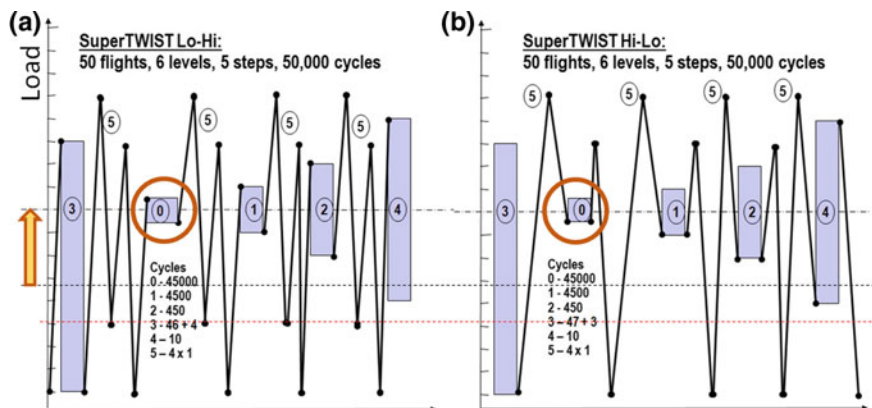 (a)
SuperTWIST Lo-Hi:
50 flights, 6 levels, 5 steps, 50,000 cycles
Load
5
5
5
5
3
0
1
2
4
Cycles
0 - 45000
1 - 4500
2 - 450
3 - 46 + 4
4 – 10
5 – 4 x 1
(b)
SuperTWIST Hi-Lo:
50 flights, 6 levels, 5 steps, 50,000 cycles
5
5
5
5
3
0
1
2
4
Cycles
0 - 45000
1 - 4500
2 - 450
3 – 47 + 3
4 – 10
5 – 4 x 1